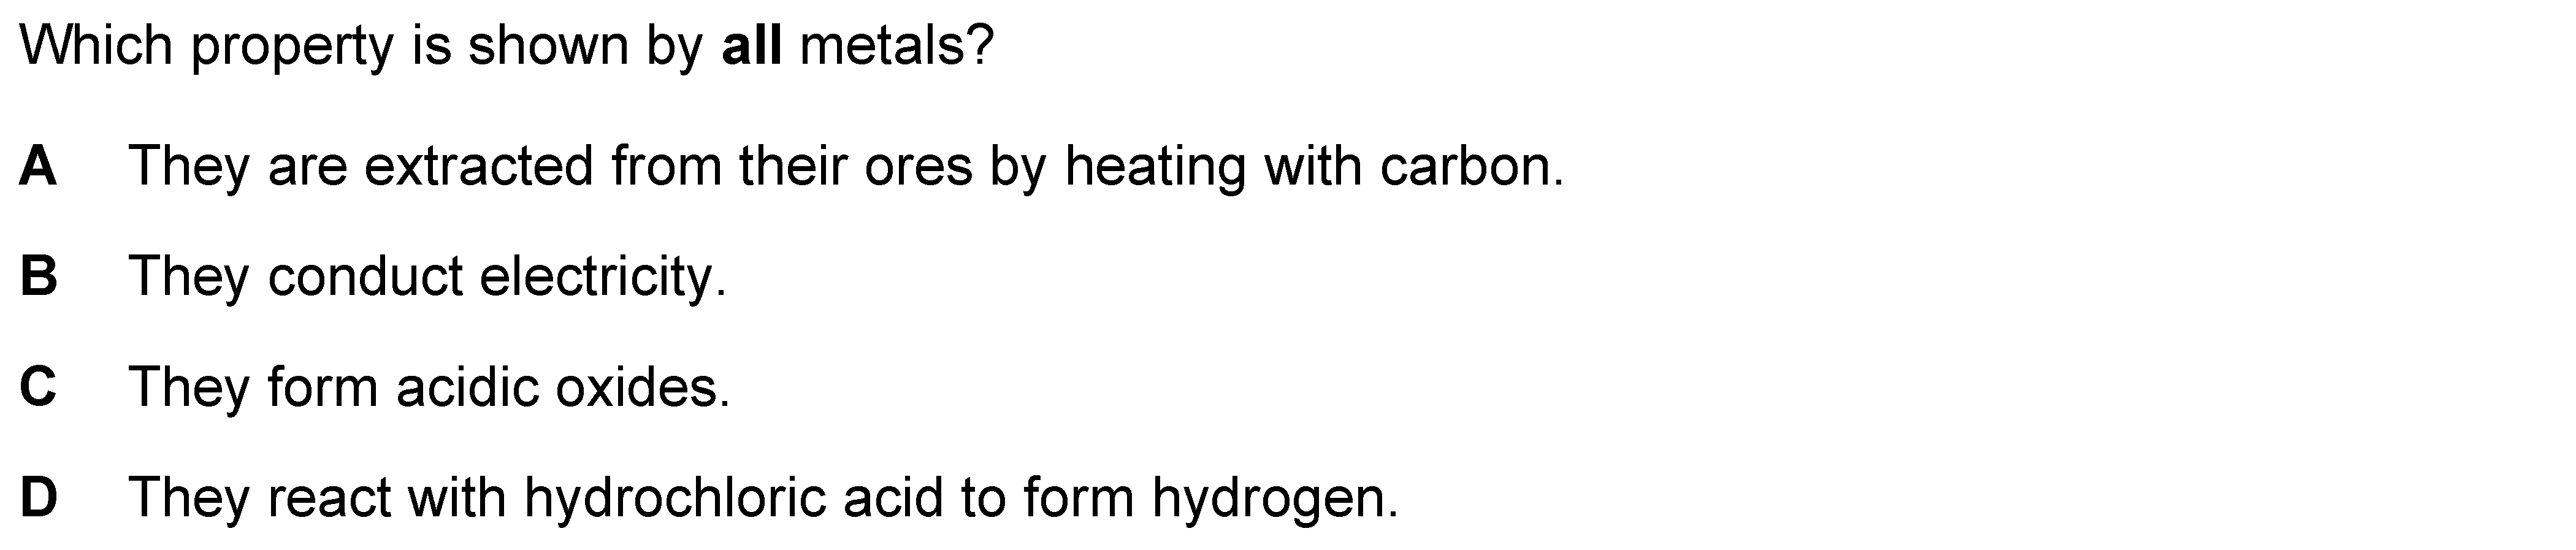 Which property is shown by all metals?
A They are extracted from their ores by heating with carbon.
B They conduct electricity.
C They form acidic oxides.
D They react with hydrochloric acid to form hydrogen.